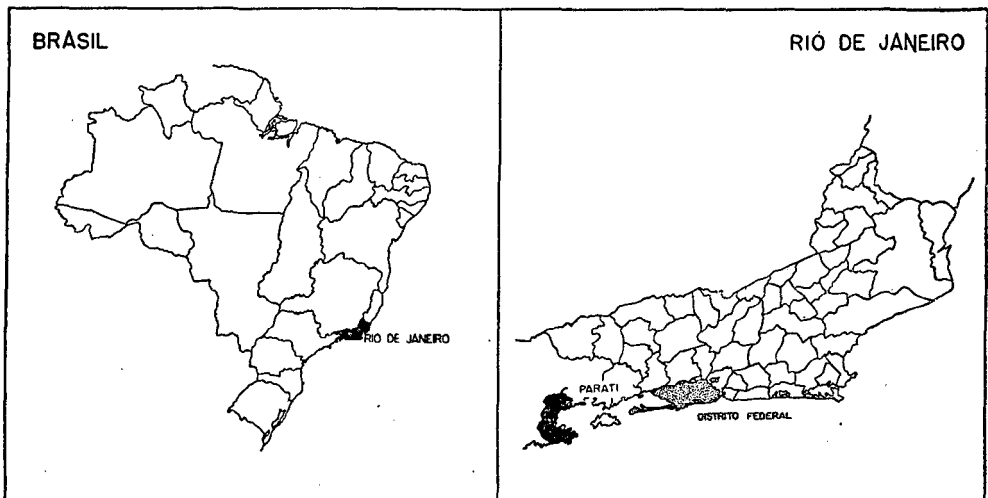 BRASIL
RIO DE JANEIRO
RIÓ DE JANEIRO
PARATI
DISTRITO FEDERAL